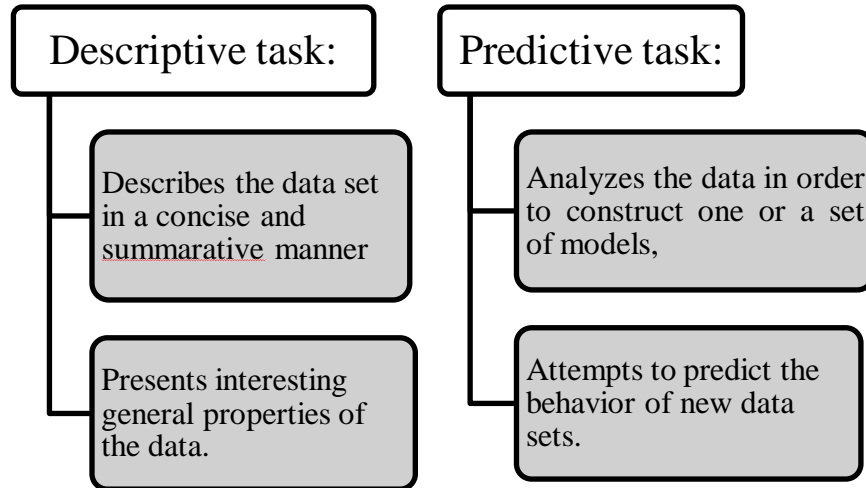 Descriptive task:
Describes the data set
in a concise and
summarative manner
Presents interesting
general properties of
the data.
Predictive task:
Analyzes the data in order
to construct one or a set
of models,
Attempts to predict the
behavior of new data
sets.